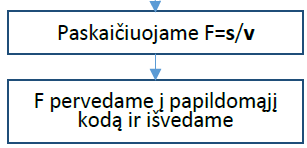 Paskaičiuojame F=s/v
F pervedame į papildomąjį
kodą ir išvedame